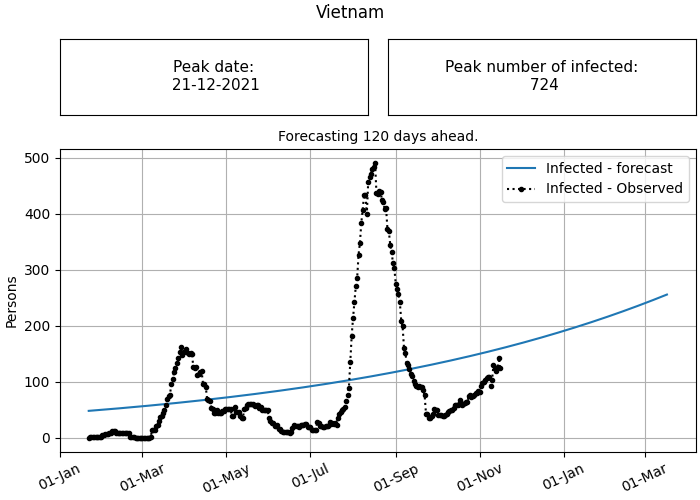 Vietnam
Peak date:
21-12-2021
Peak number of infected:
724
Forecasting 120 days ahead.
Infected - forecast
Infected - Observed
Persons
500
400
300
200
100
0
01-Jan
01-Mar
01-May
01-Jul
01-Sep
01-Nov
01-Jan
01-Mar